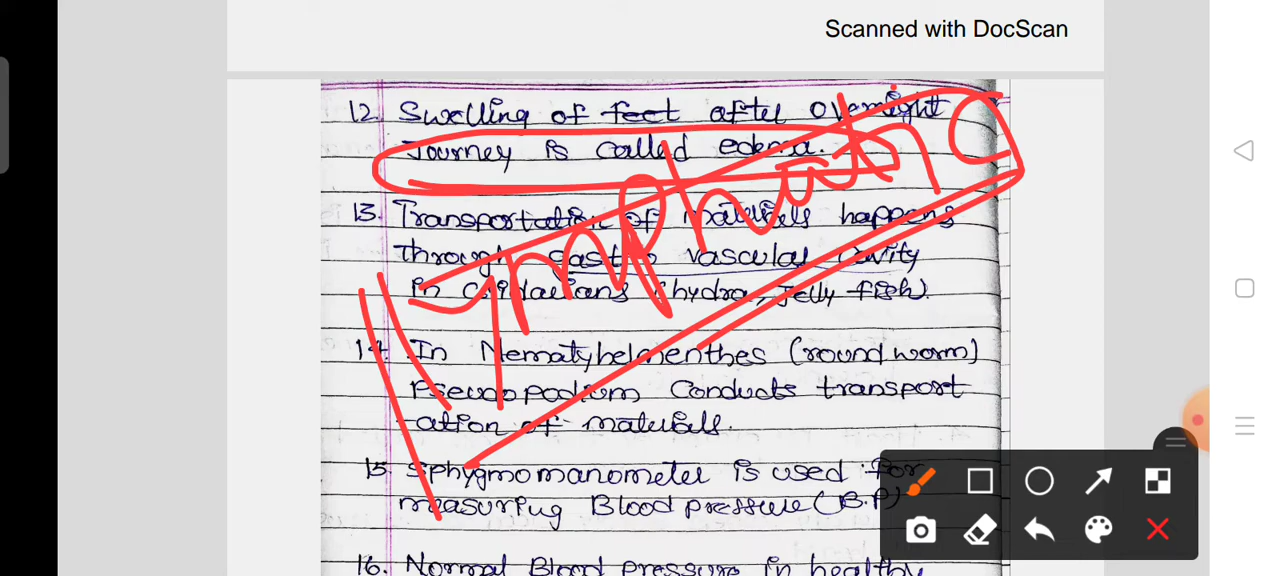 Scanned with DocScan
12. Swelling of feet after overnight
Journey is called edema.
13. Transportation of materials happens
through gastro vascular cavity
in cnidarians (hydra, Jelly fish).
14. In Nematyhelmenthes (round worm)
Pseudopodium Conducts transport
ation of materials.
15. Sphygmomanometer is used for
measuring Blood pressure (B.P)
16. Normal Blood pressure in healthy